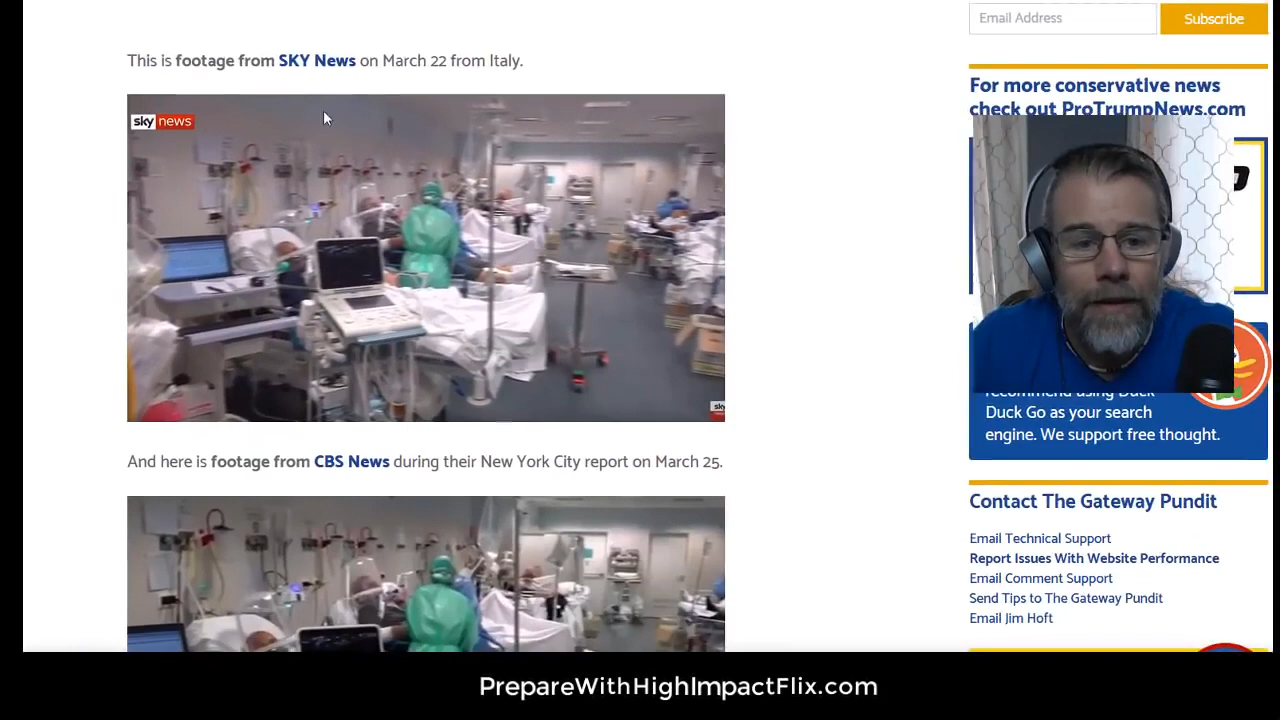 Email Address
Subscribe
This is footage from SKY News on March 22 from Italy.
sky news
For more conservative news
check out ProTrumpNews.com
Duck Go as your search
engine. We support free thought.
And here is footage from CBS News during their New York City report on March 25.
Contact The Gateway Pundit
Email Technical Support
Report Issues With Website Performance
Email Comment Support
Send Tips to The Gateway Pundit
Email Jim Hoft
PrepareWithHighImpactFlix.com